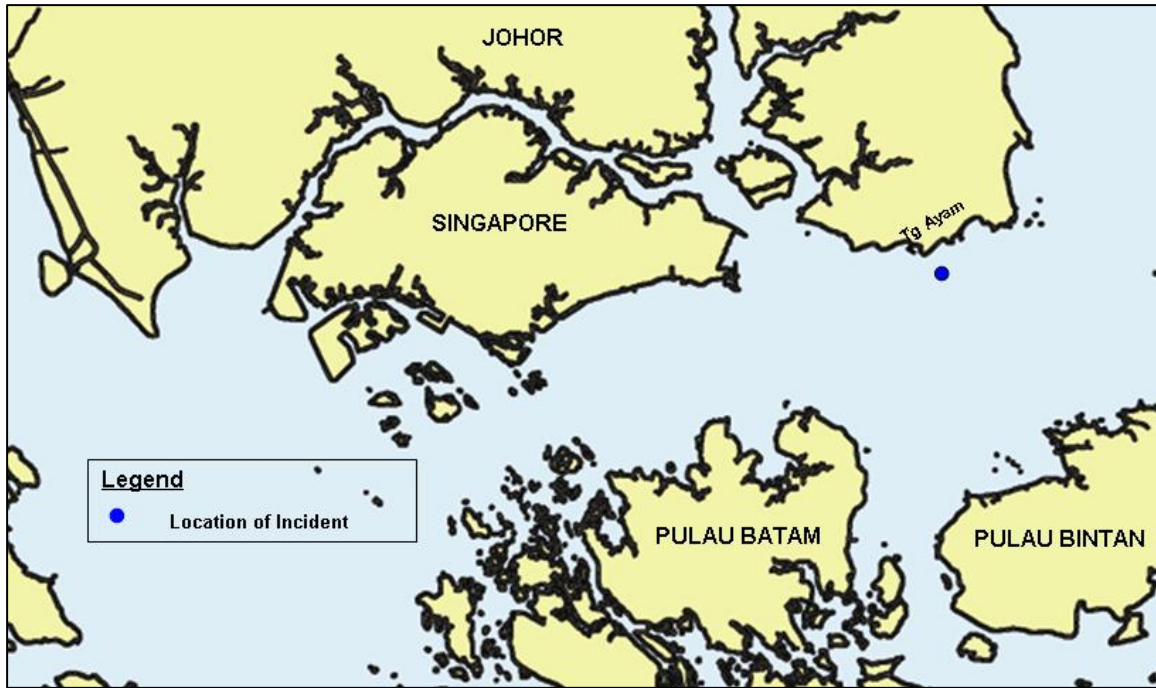 JOHOR
Tg Ayam
SINGAPORE
Legend
Location of Incident
PULAU BATAM
PULAU BINTAN